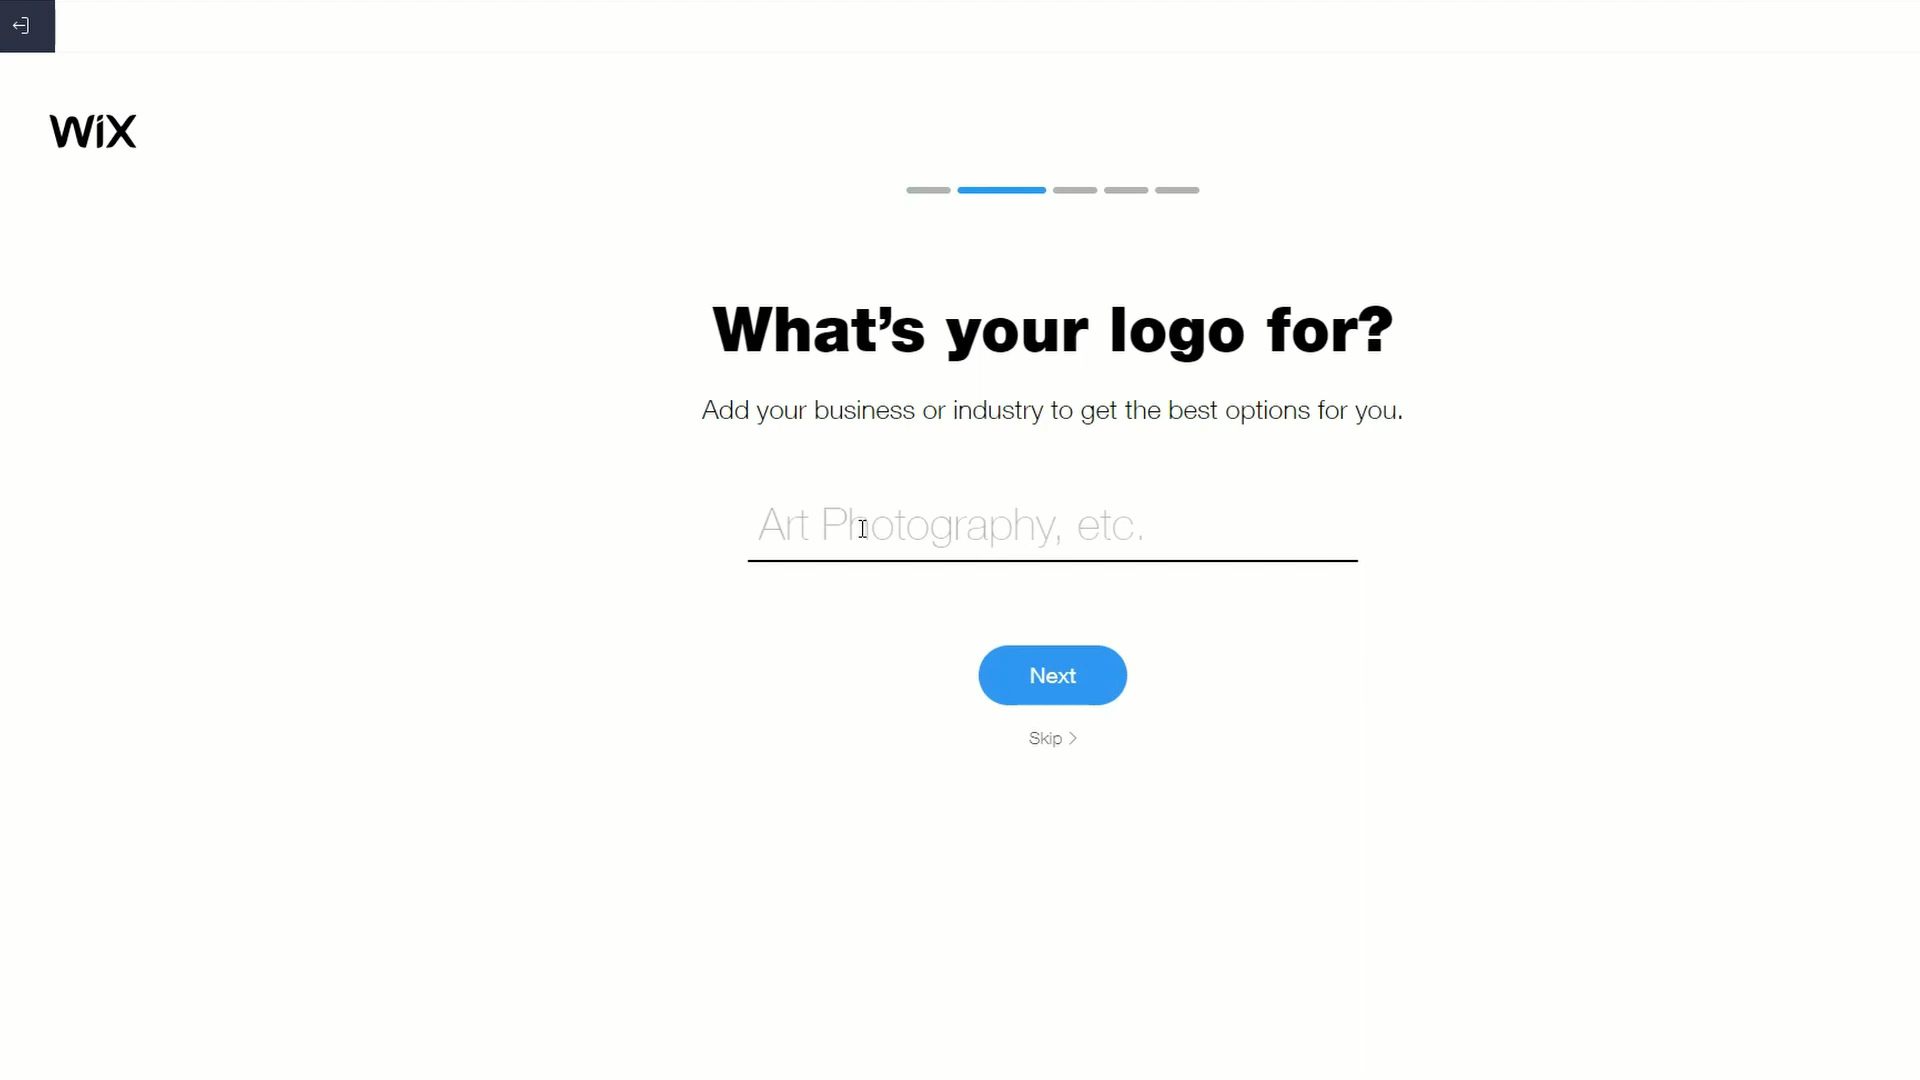 WiX
What's your logo for?
Add your business or industry to get the best options for you.
Art Photography, etc.
Next
Skip